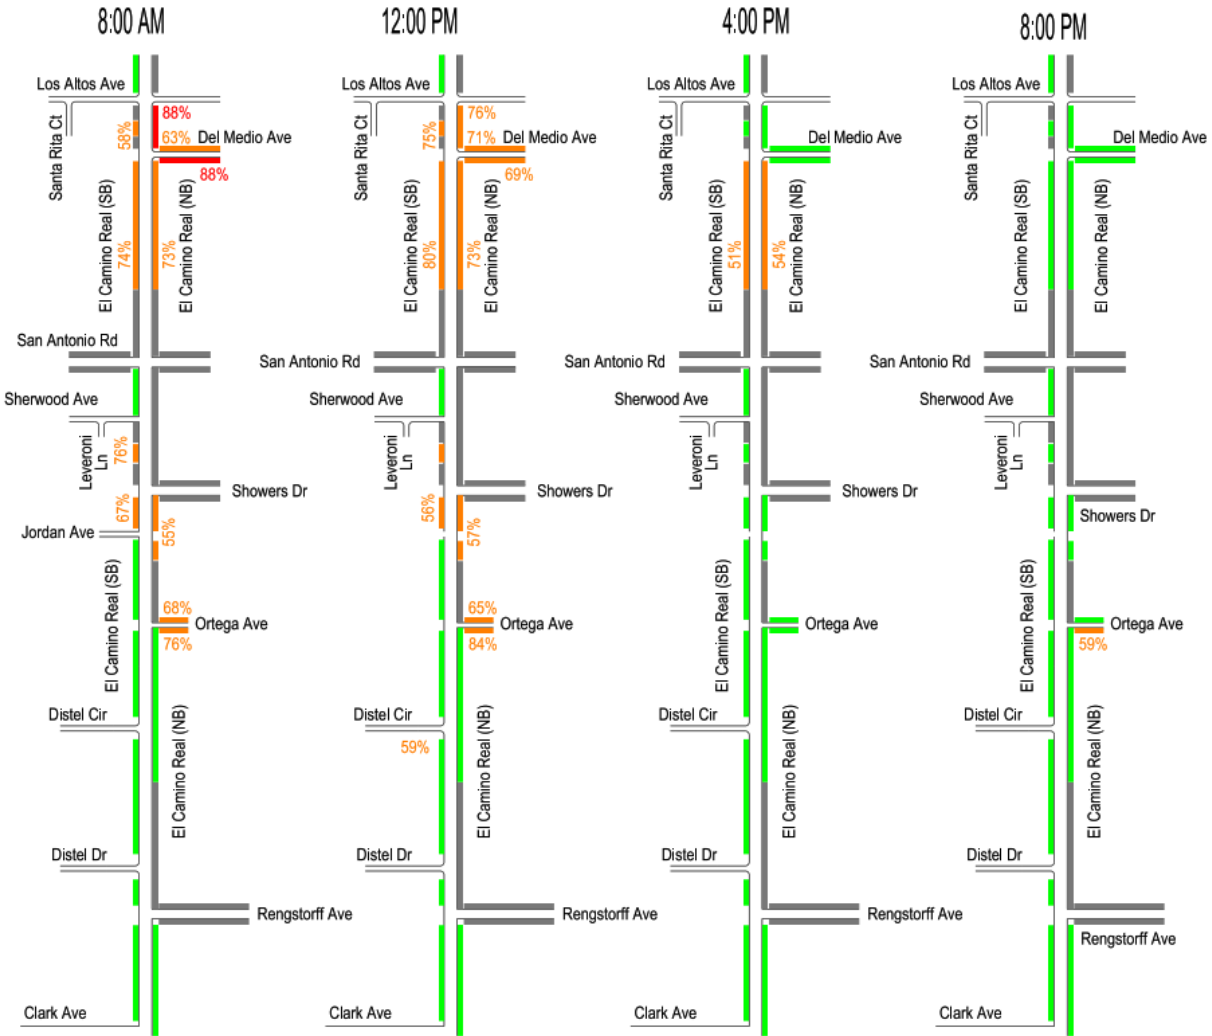 8:00 AM
Los Altos Ave
Santa Rita Ct
58%
88%
63%
Del Medio Ave
88%
El Camino Real (SB)
74%
73%
El Camino Real (NB)
San Antonio Rd
Sherwood Ave
Leveroni
Ln
76%
Showers Dr
67%
55%
Jordan Ave
El Camino Real (SB)
68%
Ortega Ave
76%
Distel Cir
El Camino Real (NB)
Distel Dr
Rengstorff Ave
Clark Ave
12:00 PM
Los Altos Ave
Santa Rita Ct
75%
76%
71%
Del Medio Ave
69%
El Camino Real (SB)
80%
73%
El Camino Real (NB)
San Antonio Rd
Sherwood Ave
Leveroni
Ln
Showers Dr
56%
57%
65%
Ortega Ave
84%
Distel Cir
59%
El Camino Real (NB)
Distel Dr
Rengstorff Ave
Clark Ave
4:00 PM
Los Altos Ave
Santa Rita Ct
Del Medio Ave
El Camino Real (SB)
51%
54%
El Camino Real (NB)
San Antonio Rd
Sherwood Ave
Leveroni
Ln
Showers Dr
El Camino Real (SB)
Ortega Ave
Distel Cir
El Camino Real (NB)
Distel Dr
Rengstorff Ave
Clark Ave
8:00 PM
Los Altos Ave
Santa Rita Ct
Del Medio Ave
El Camino Real (SB)
El Camino Real (NB)
San Antonio Rd
Sherwood Ave
Leveroni
Ln
Showers Dr
El Camino Real (SB)
Ortega Ave
59%
Distel Cir
El Camino Real (NB)
Distel Dr
Rengstorff Ave
Clark Ave